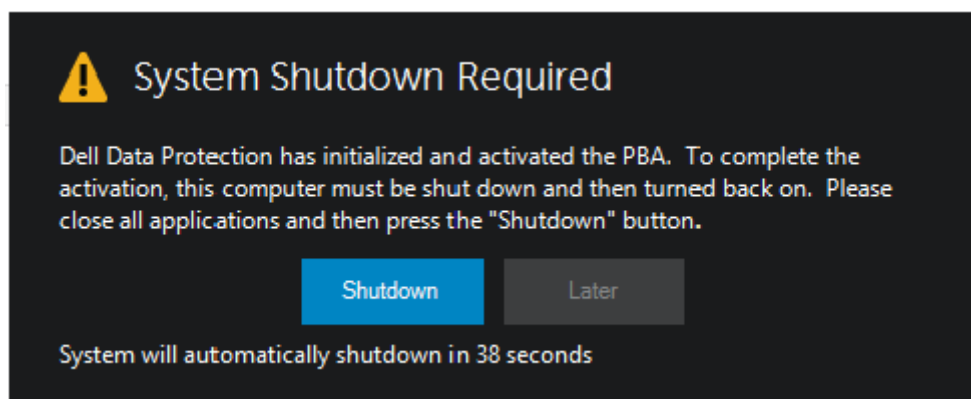 System Shutdown Required
Dell Data Protection has initialized and activated the PBA.  To complete the
activation, this computer must be shut down and then turned back on.  Please
close all applications and then press the "Shutdown" button.
Shutdown
Later
System will automatically shutdown in 38 seconds